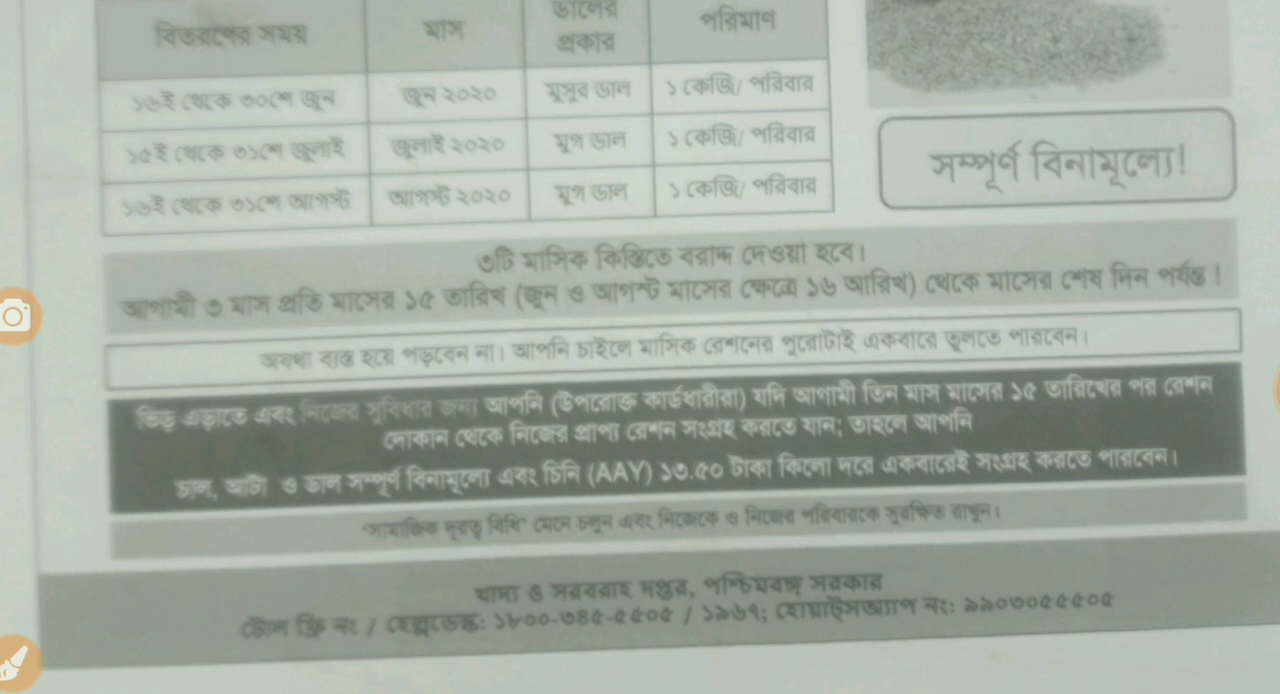 বিতরণের সময় মাস ডালের প্রকার পরিমাণ
১৬ই থেকে ৩০শে জুন জুন ২০২০ মুসুর ডাল ১ কেজি/ পরিবার
১৫ই থেকে ৩১শে জুলাই জুলাই ২০২০ মুগ ডাল ১ কেজি/ পরিবার
১৬ই থেকে ৩১শে আগস্ট আগস্ট ২০২০ মুগ ডাল ১ কেজি/ পরিবার
সম্পূর্ণ বিনামূল্যে!
৩টি মাসিক কিস্তিতে বরাদ্দ দেওয়া হবে।
আগামী ৩ মাস প্রতি মাসের ১৫ তারিখ (জুন ও আগস্ট মাসের ক্ষেত্রে ১৬ তারিখ) থেকে মাসের শেষ দিন পর্যন্ত !
অযথা ব্যস্ত হয়ে পড়বেন না। আপনি চাইলে মাসিক রেশনের পুরোটাই একবারে তুলতে পারবেন।
ভিড় এড়াতে এবং নিজের সুবিধার জন্য আপনি (উপরোক্ত কার্ডধারীরা) যদি আগামী তিন মাস মাসের ১৫ তারিখের পর রেশন
দোকান থেকে নিজের প্রাপ্য রেশন সংগ্রহ করতে যান; তাহলে আপনি
চাল, আটা ও ডাল সম্পূর্ণ বিনামূল্যে এবং চিনি (AAY) ১৩.৫০ টাকা কিলো দরে একবারেই সংগ্রহ করতে পারবেন।
"সামাজিক দূরত্ব বিধি" মেনে চলুন এবং নিজেকে ও নিজের পরিবারকে সুরক্ষিত রাখুন।
খাদ্য ও সরবরাহ দপ্তর, পশ্চিমবঙ্গ সরকার
টোল ফ্রি নং / হেল্পডেস্ক: ১৮০০-৩৪৫-৫৫০৫ / ১৯৬৭; হোয়াটসঅ্যাপ নং: ৯৯০৩০৫৫৫০৫